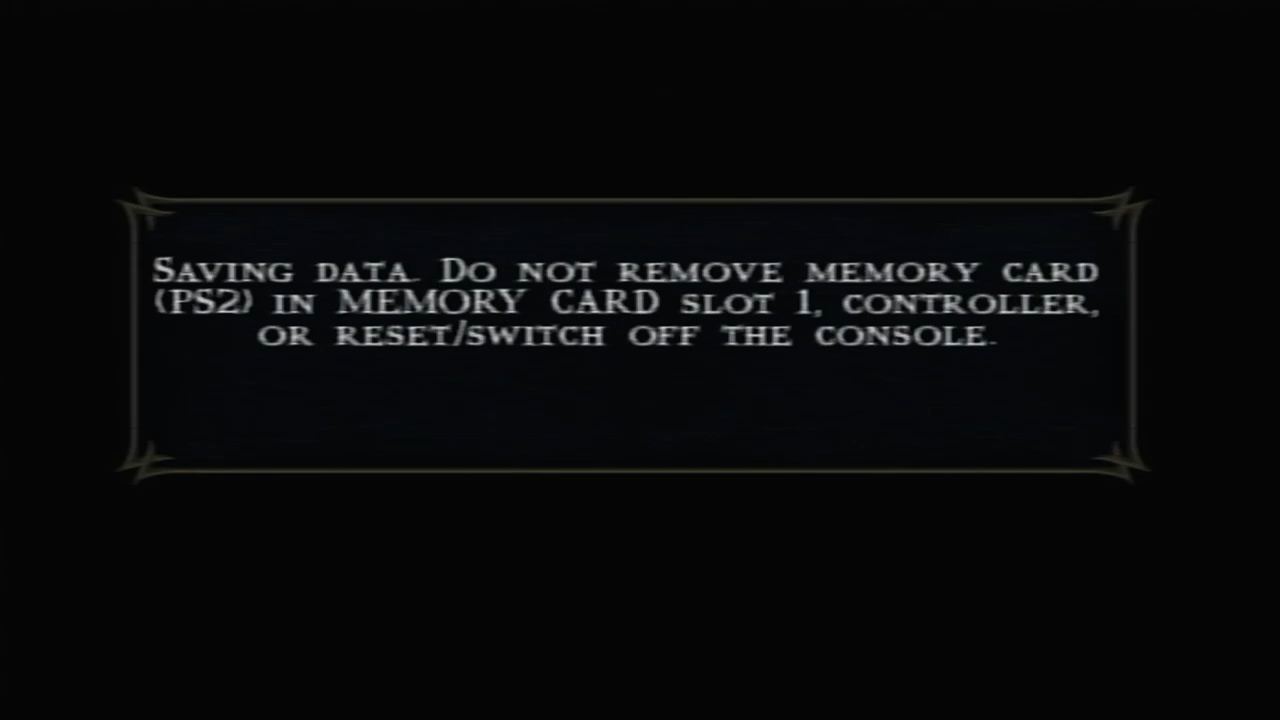 Saving data. Do not remove memory card
(PS2) in MEMORY CARD slot 1, controller,
or reset/switch off the console.